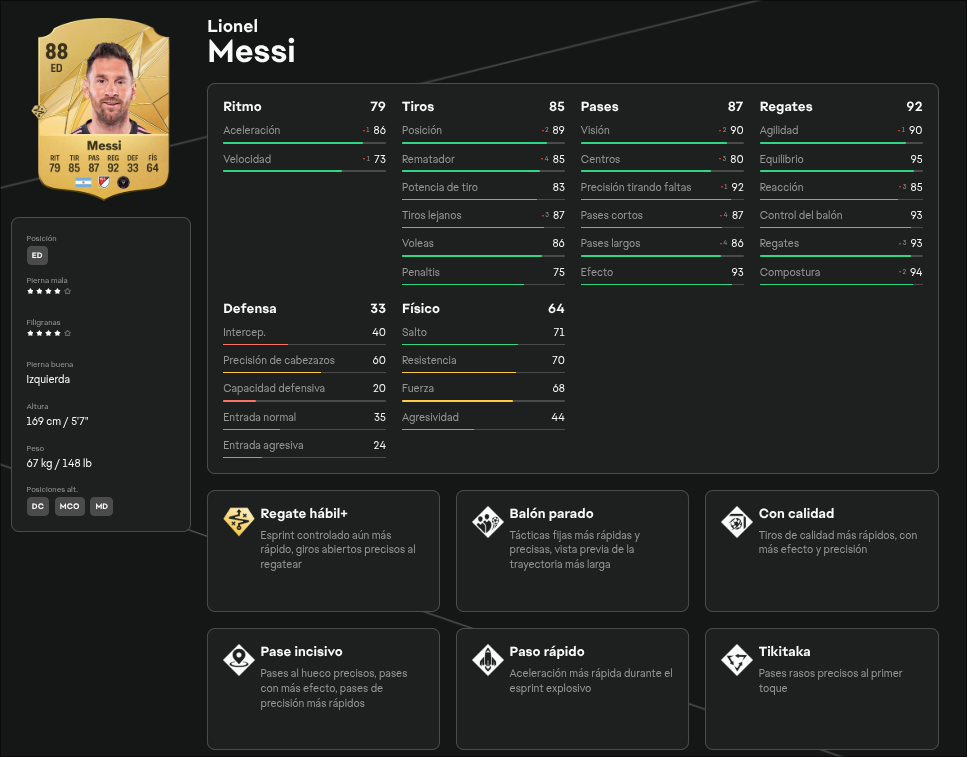 88
ED
Messi
RIT TIR PAS REG DEF FÍS
79 85 87 92 33 64
Lionel
Messi
Posición
ED
Pierna mala
Filigranas
Pierna buena
Izquierda
Altura
169 cm / 5'7"
Peso
67 kg / 148 lb
Posiciones alt.
DC MCO MD
Ritmo 79
Aceleración -1 86
Velocidad -1 73
Tiros 85
Posición -2 89
Rematador -4 85
Potencia de tiro 83
Tiros lejanos -3 87
Voleas 86
Penaltis 75
Pases 87
Visión -2 90
Centros -3 80
Precisión tirando faltas -1 92
Pases cortos -4 87
Pases largos -4 86
Efecto 93
Regates 92
Agilidad -1 90
Equilibrio 95
Reacción -3 85
Control del balón 93
Regates -3 93
Compostura -2 94
Defensa 33
Intercep. 40
Precisión de cabezazos 60
Capacidad defensiva 20
Entrada normal 35
Entrada agresiva 24
Físico 64
Salto 71
Resistencia 70
Fuerza 68
Agresividad 44
Regate hábil+
Esprint controlado aún más
rápido, giros abiertos precisos al
regatear
Balón parado
Tácticas fijas más rápidas y
precisas, vista previa de la
trayectoria más larga
Con calidad
Tiros de calidad más rápidos, con
más efecto y precisión
Pase incisivo
Pases al hueco precisos, pases
con más efecto, pases de
precisión más rápidos
Paso rápido
Aceleración más rápida durante el
esprint explosivo
Tikitaka
Pases rasos precisos al primer
toque